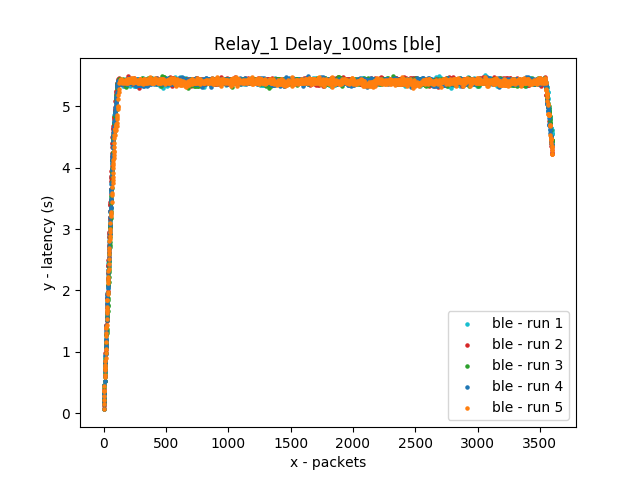 Relay_1 Delay_100ms [ble]
y - latency (s)
5
4
3
2
1
0
0 500 1000 1500 2000 2500 3000 3500
x - packets
ble - run 1
ble - run 2
ble - run 3
ble - run 4
ble - run 5